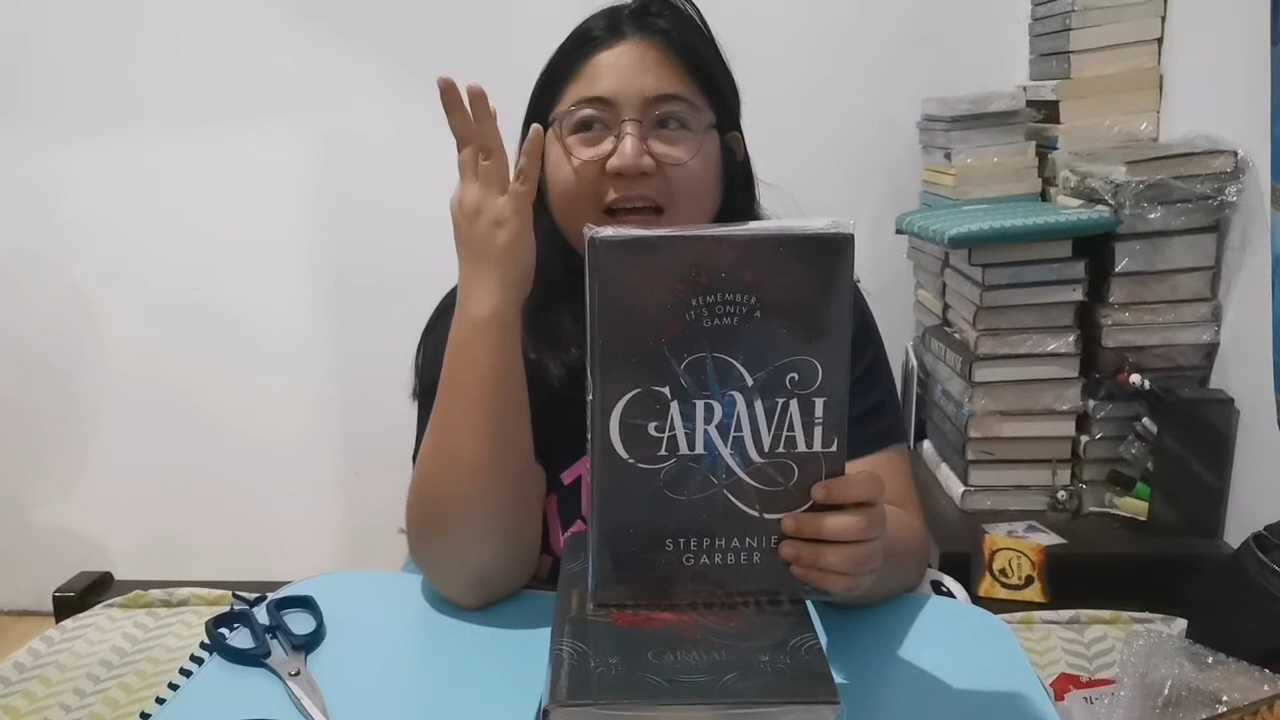 REMEMBER,
IT'S ONLY A
GAME
CARAVAL
STEPHANIE
GARBER
CARAVAL